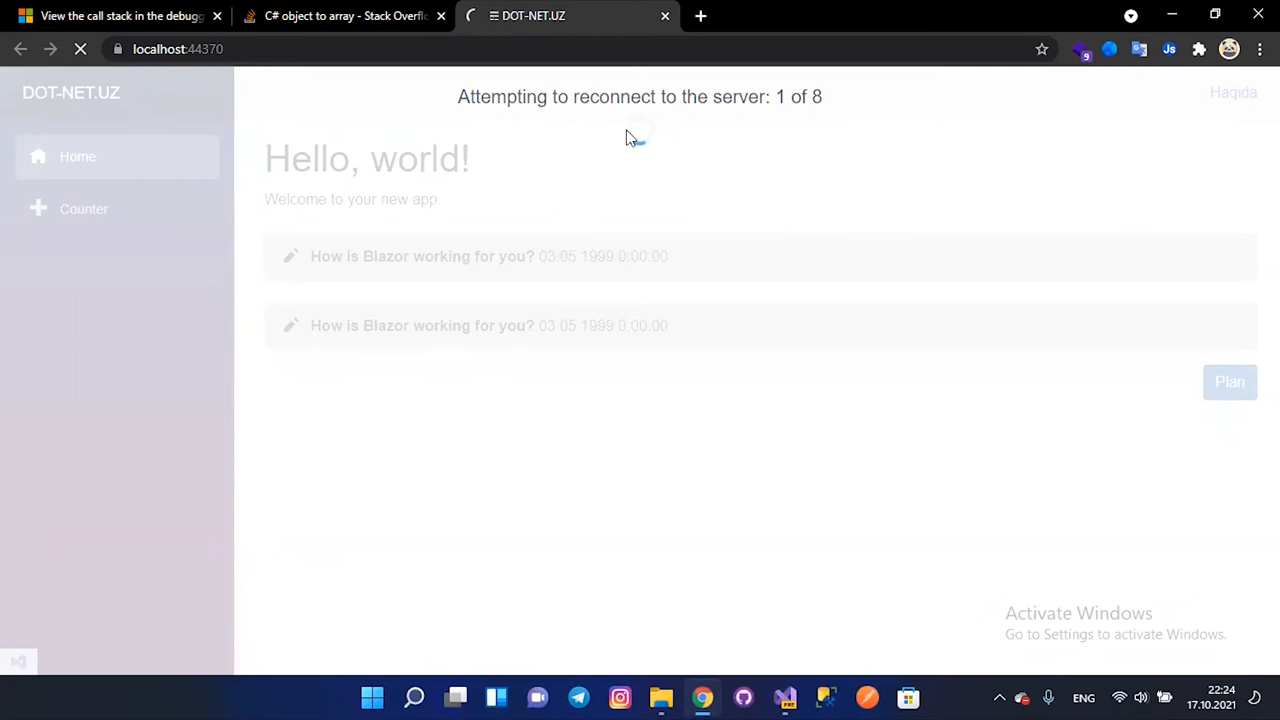 View the call stack in the debugg
C# object to array - Stack Overflo
☰ DOT-NET.UZ
localhost:44370
9
Js
DOT-NET.UZ
Attempting to reconnect to the server: 1 of 8
Haqida
Home
Hello, world!
Counter
Welcome to your new app.
How is Blazor working for you? 03.05.1999 0:00:00
How is Blazor working for you? 03.05.1999 0:00:00
Plan
Activate Windows
Go to Settings to activate Windows.
PRE
ENG
22:24
17.10.2021